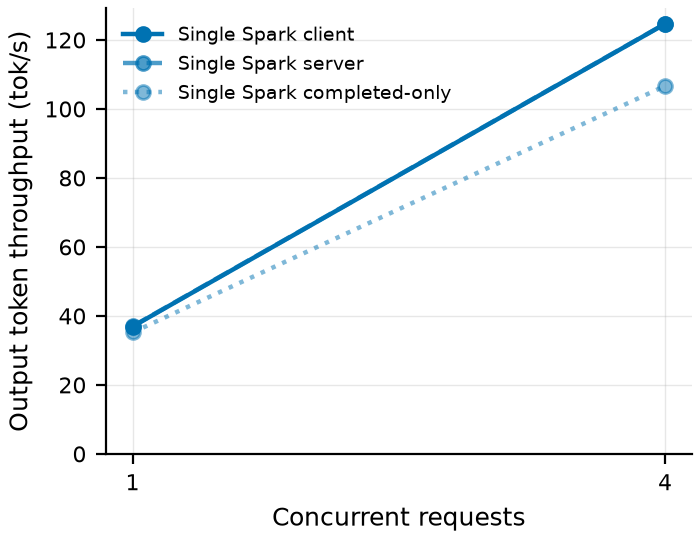 Single Spark client
Single Spark server
Single Spark completed-only
Output token throughput (tok/s)
120
100
80
60
40
20
0
1
4
Concurrent requests